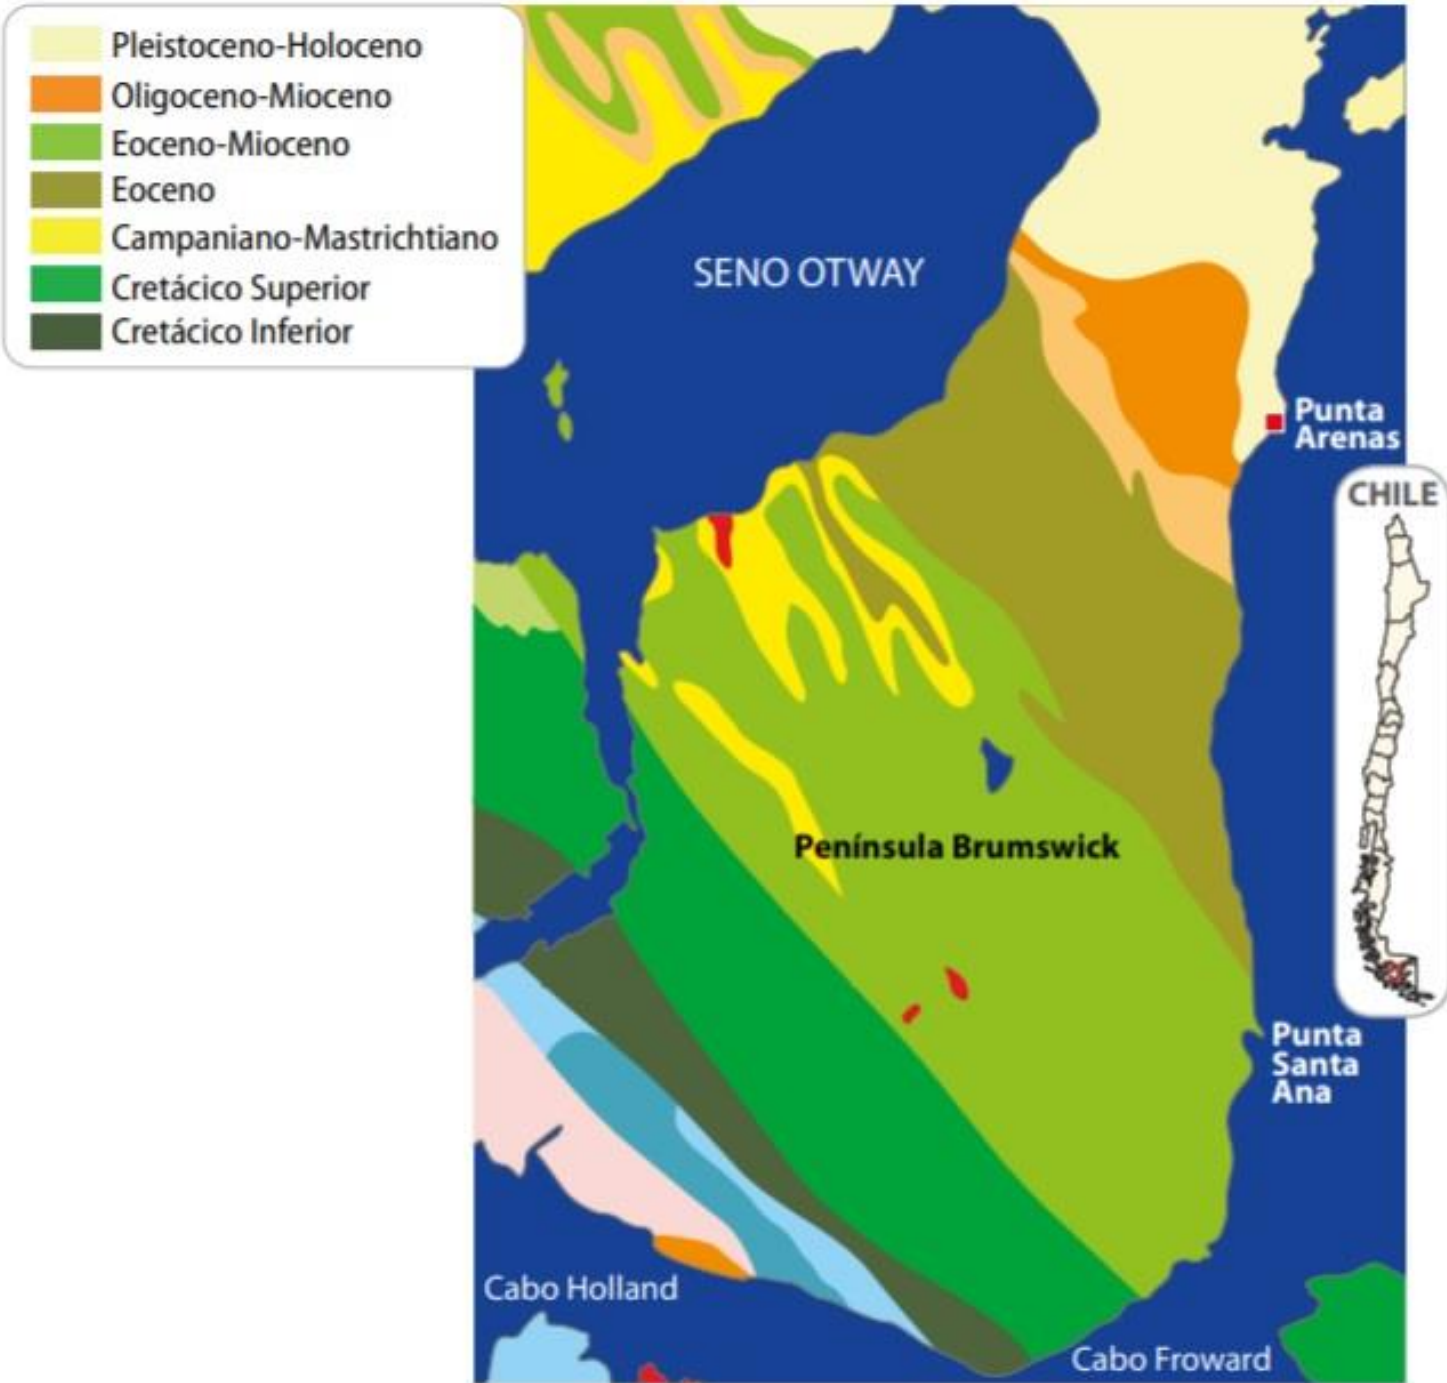 Pleistoceno-Holoceno
Oligoceno-Mioceno
Eoceno-Mioceno
Eoceno
Campaniano-Mastrichtiano
Cretácico Superior
Cretácico Inferior
SENO OTWAY
Punta
Arenas
CHILE
Península Brumswick
Punta
Santa
Ana
Cabo Holland
Cabo Froward